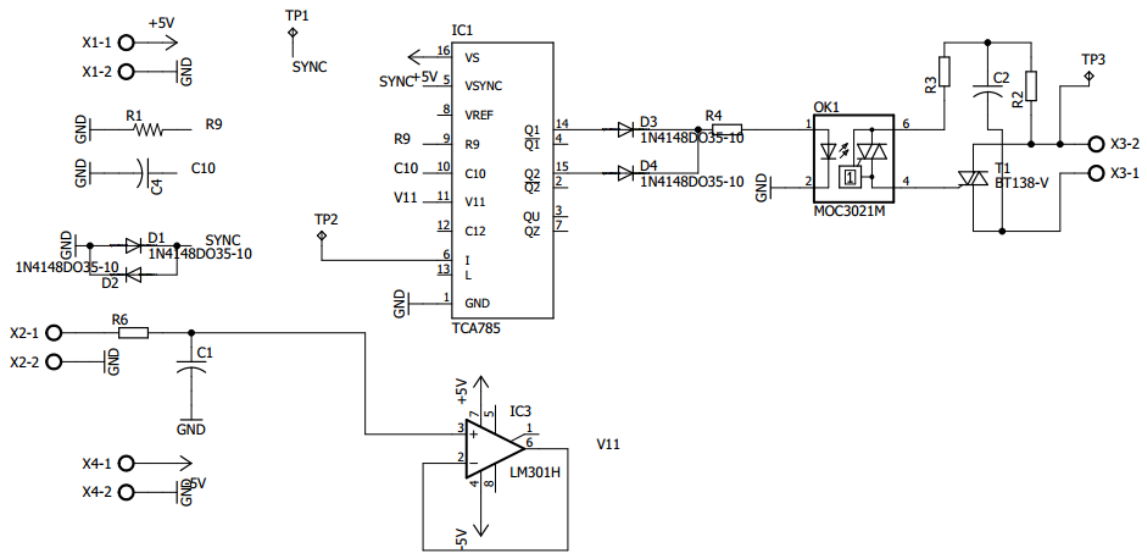 X1-1
+5V
X1-2
GND
TP1
SYNC
GND
R1
R9
GND
C4
C10
GND
D1
1N4148DO35-10
SYNC
1N4148DO35-10
D2
X2-1
R6
X2-2
GND
C1
GND
X4-1
-5V
X4-2
GND
TP2
IC1
16 VS
+5V
SYNC 5 VSYNC
8 VREF
R9 9 R9
C10 10 C10
V11 11 V11
12 C12
6 I
13 L
GND 1 GND
Q1 14
Q1 4
Q2 15
Q2 2
QU 3
QZ 7
TCA785
D3
1N4148DO35-10
D4
1N4148DO35-10
R4
OK1
1
2
6
4
1
GND
MOC3021M
R3
C2
R2
TP3
X3-2
X3-1
T1
BT138-V
+5V
7
5
IC3
3
+
1
6
2
-
LM301H
4
8
-5V
V11